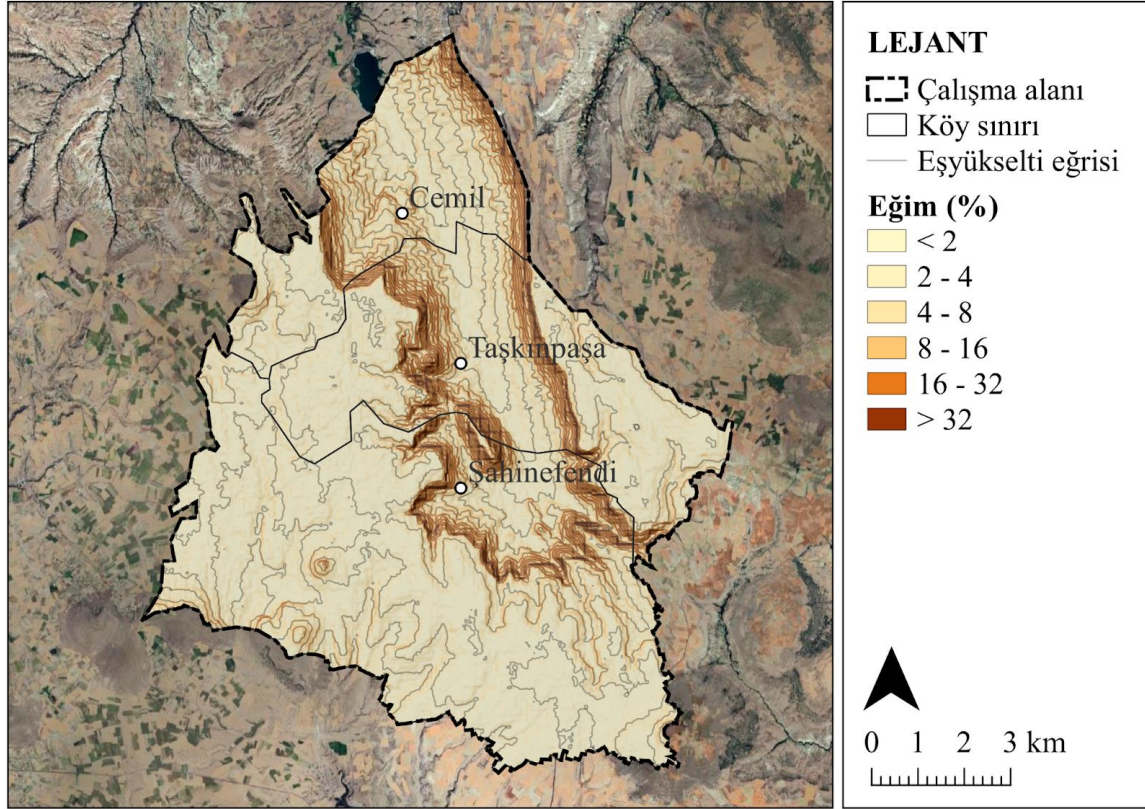 Cemil
Taşkınpaşa
Şahinefendi
LEJANT
Çalışma alanı
Köy sınırı
Eşyükselti eğrisi
Eğim (%)
< 2
2 - 4
4 - 8
8 - 16
16 - 32
> 32
0 1 2 3 km